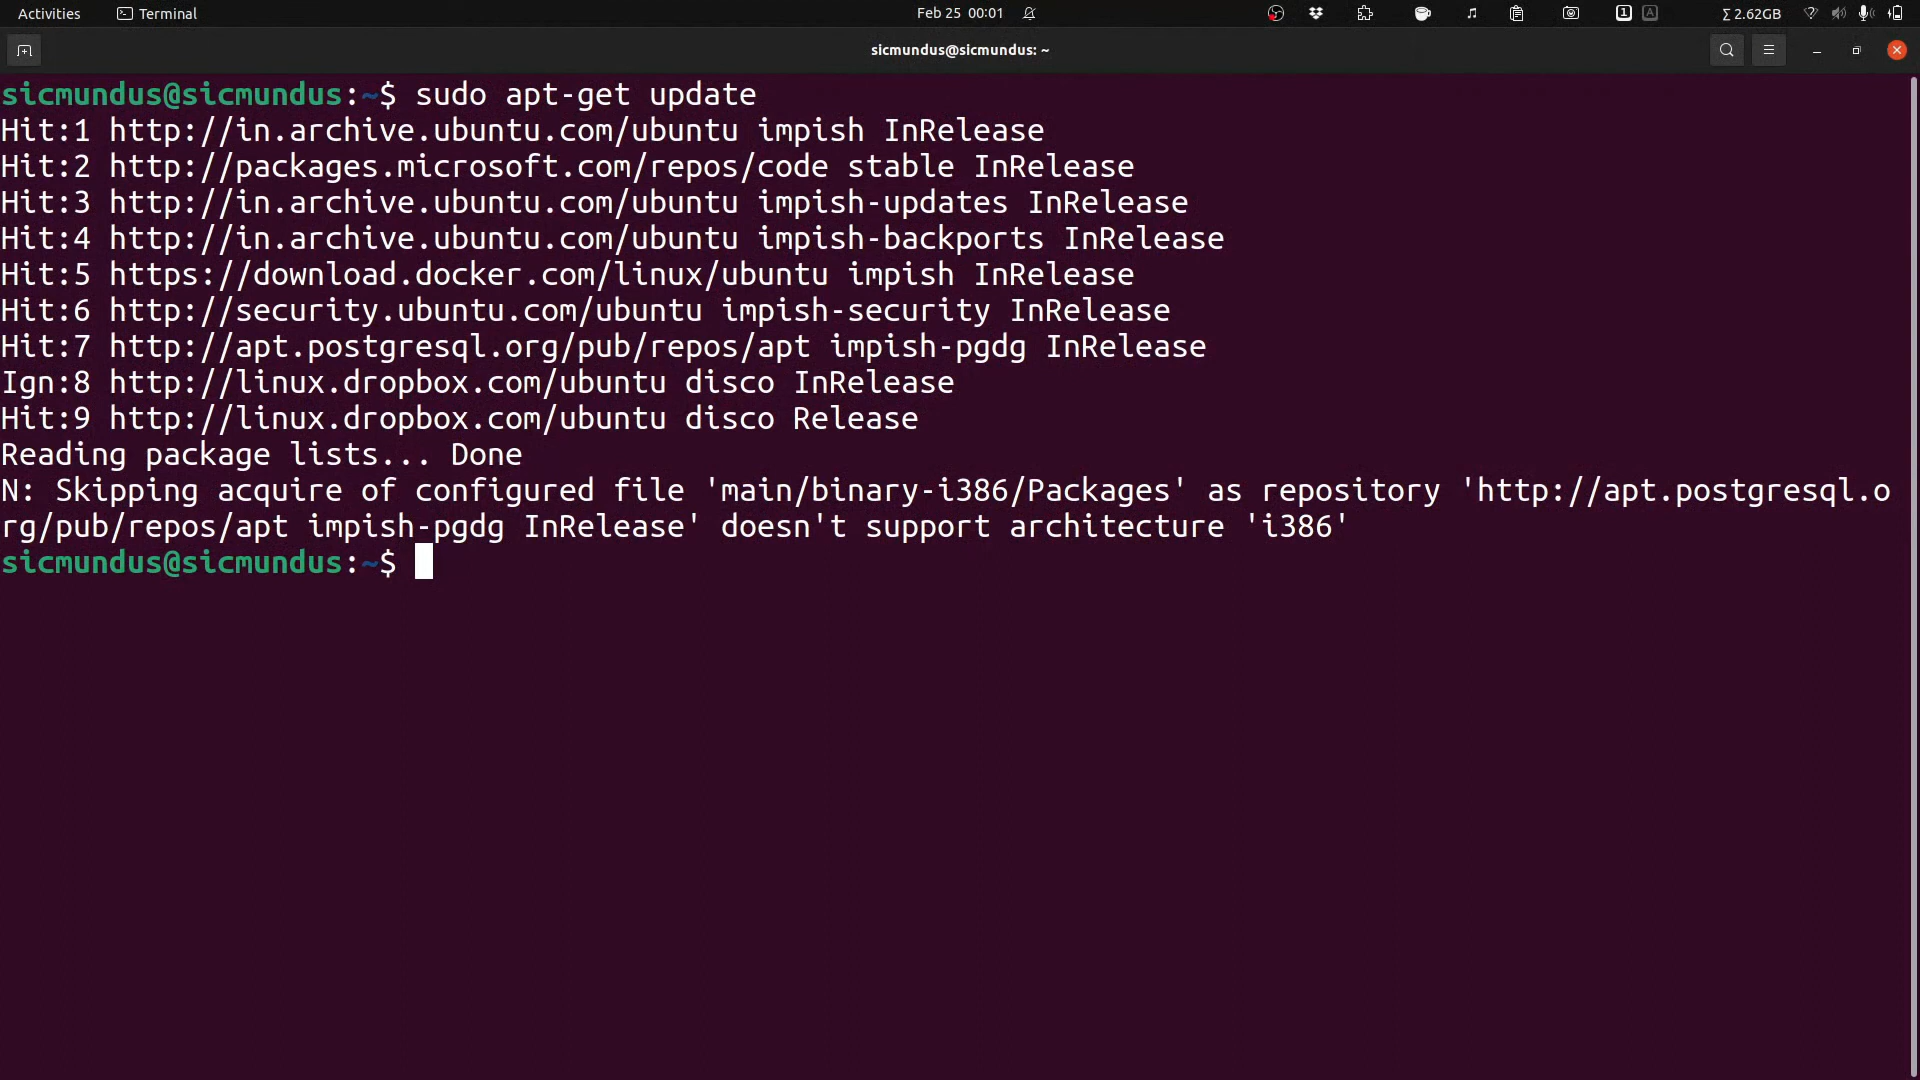 Activities Terminal Feb 25 00:01 1 A Σ 2.62GB ?
sicmundus@sicmundus: ~
sicmundus@sicmundus:~$ sudo apt-get update
Hit:1 http://in.archive.ubuntu.com/ubuntu impish InRelease
Hit:2 http://packages.microsoft.com/repos/code stable InRelease
Hit:3 http://in.archive.ubuntu.com/ubuntu impish-updates InRelease
Hit:4 http://in.archive.ubuntu.com/ubuntu impish-backports InRelease
Hit:5 https://download.docker.com/linux/ubuntu impish InRelease
Hit:6 http://security.ubuntu.com/ubuntu impish-security InRelease
Hit:7 http://apt.postgresql.org/pub/repos/apt impish-pgdg InRelease
Ign:8 http://linux.dropbox.com/ubuntu disco InRelease
Hit:9 http://linux.dropbox.com/ubuntu disco Release
Reading package lists... Done
N: Skipping acquire of configured file 'main/binary-i386/Packages' as repository 'http://apt.postgresql.o
rg/pub/repos/apt impish-pgdg InRelease' doesn't support architecture 'i386'
sicmundus@sicmundus:~$